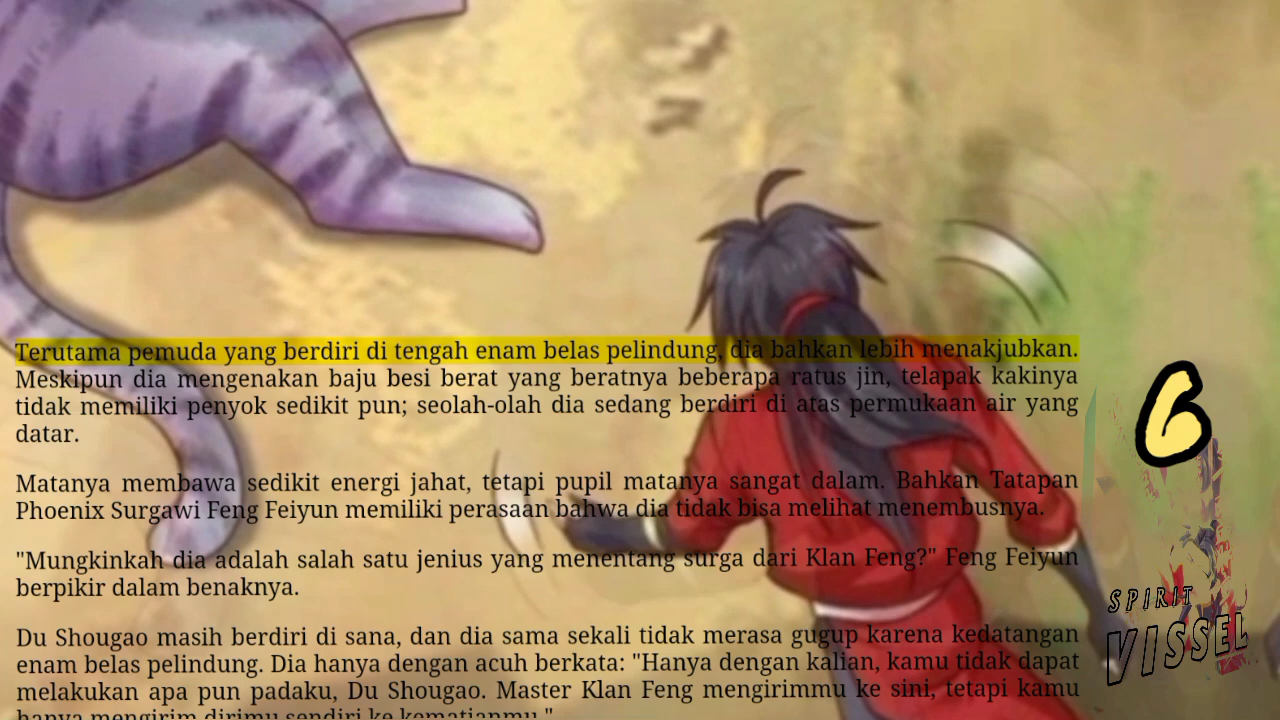 Terutama pemuda yang berdiri di tengah enam belas pelindung, dia bahkan lebih menakjubkan.
Meskipun dia mengenakan baju besi berat yang beratnya beberapa ratus jin, telapak kakinya
tidak memiliki penyok sedikit pun; seolah-olah dia sedang berdiri di atas permukaan air yang
datar.
Matanya membawa sedikit energi jahat, tetapi pupil matanya sangat dalam. Bahkan Tatapan
Phoenix Surgawi Feng Feiyun memiliki perasaan bahwa dia tidak bisa melihat menembusnya.
"Mungkinkah dia adalah salah satu jenius yang menentang surga dari Klan Feng?" Feng Feiyun
berpikir dalam benaknya.
Du Shougao masih berdiri di sana, dan dia sama sekali tidak merasa gugup karena kedatangan
enam belas pelindung. Dia hanya dengan acuh berkata: "Hanya dengan kalian, kamu tidak dapat
melakukan apa pun padaku, Du Shougao. Master Klan Feng mengirimmu ke sini, tetapi kamu
hanya mengirim dirimu sendiri ke kematianmu."
6
SPIRIT
VISSEL